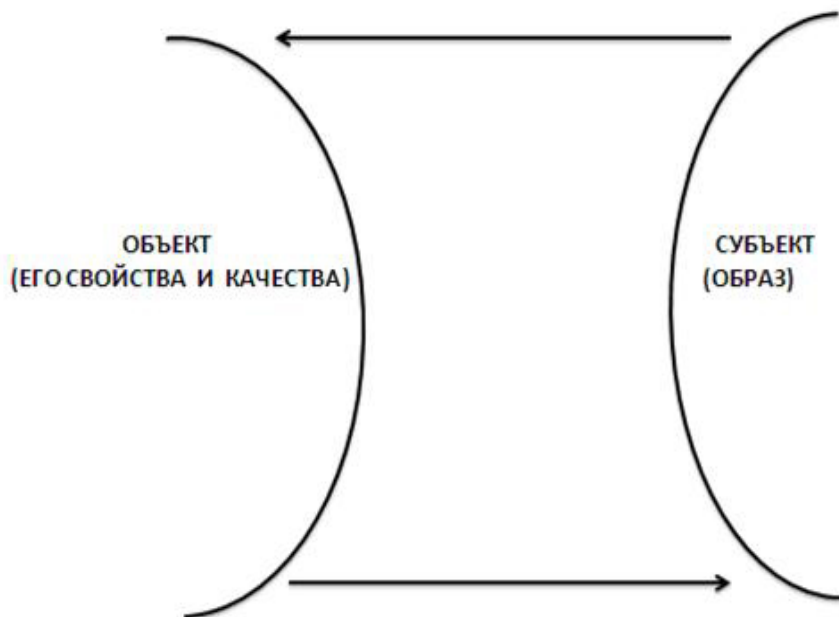 ОБЪЕКТ
(ЕГО СВОЙСТВА И КАЧЕСТВА)
СУБЪЕКТ
(ОБРАЗ)